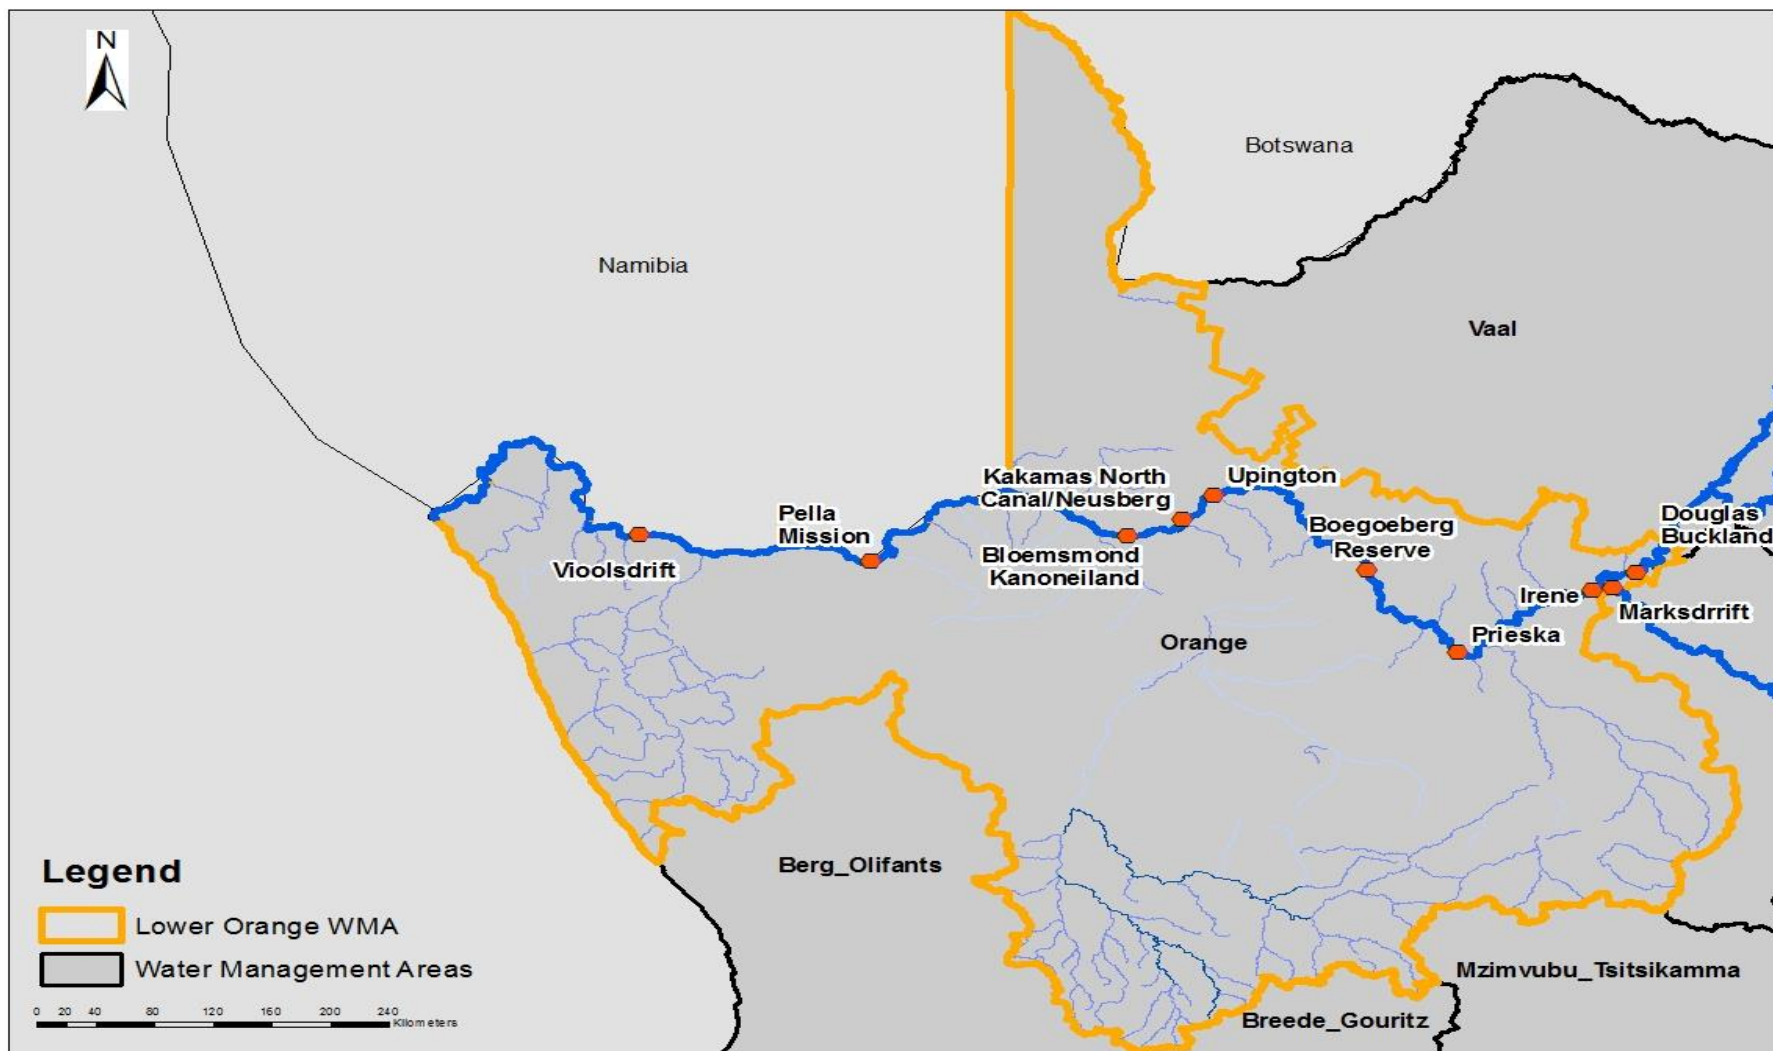 N
Botswana
Namibia
Vaal
Kakamas North
Canal/Neusberg
Upington
Pella
Mission
Boegoeberg
Reserve
Douglas
Buckland
Vioolsdrift
Bloemsmond
Kanoneiland
Irene
Marksdrrift
Orange
Prieska
Berg_Olifants
Legend
Lower Orange WMA
Water Management Areas
0 20 40 80 120 160 200 240
Kilometers
Mzimvubu_Tsitsikamma
Breede_Gouritz